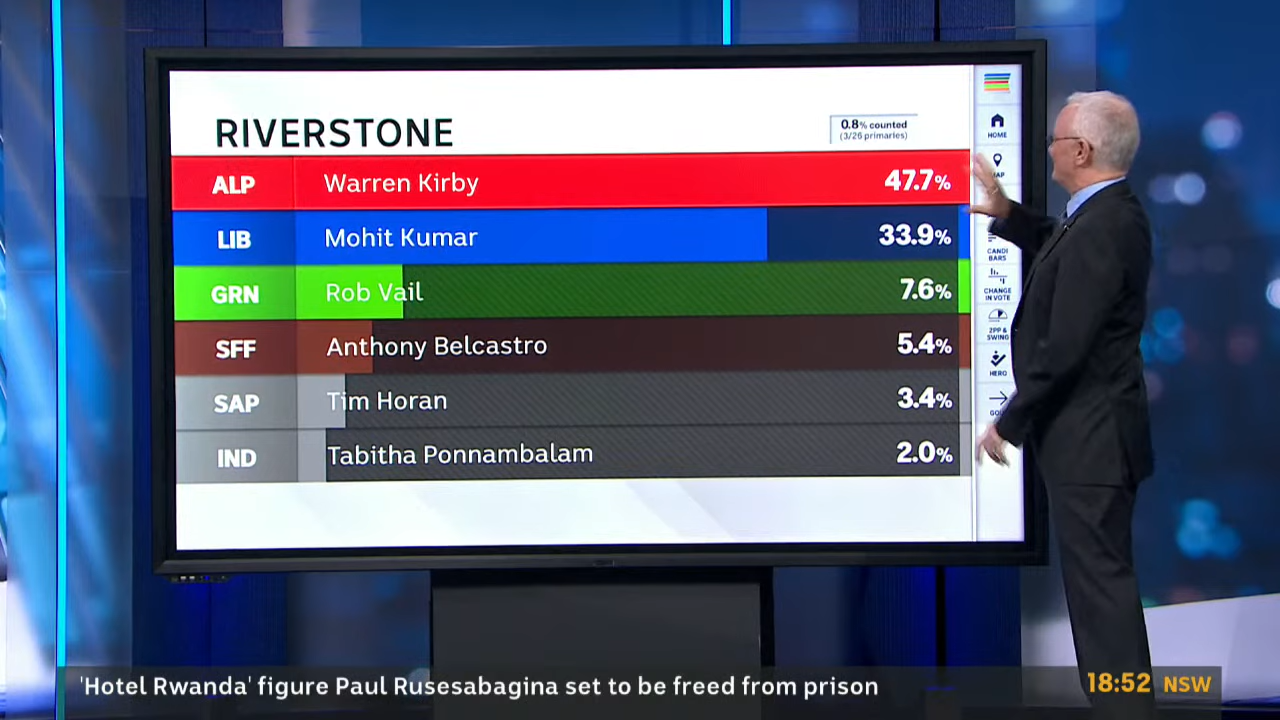 RIVERSTONE
0.8% counted
(3/26 primaries)
ALP Warren Kirby 47.7%
LIB Mohit Kumar 33.9%
GRN Rob Vail 7.6%
SFF Anthony Belcastro 5.4%
SAP Tim Horan 3.4%
IND Tabitha Ponnambalam 2.0%
HOME
CANDI
BARS
CHANGE
IN VOTE
2PP &
SWING
HERO
'Hotel Rwanda' figure Paul Rusesabagina set to be freed from prison
18:52 NSW